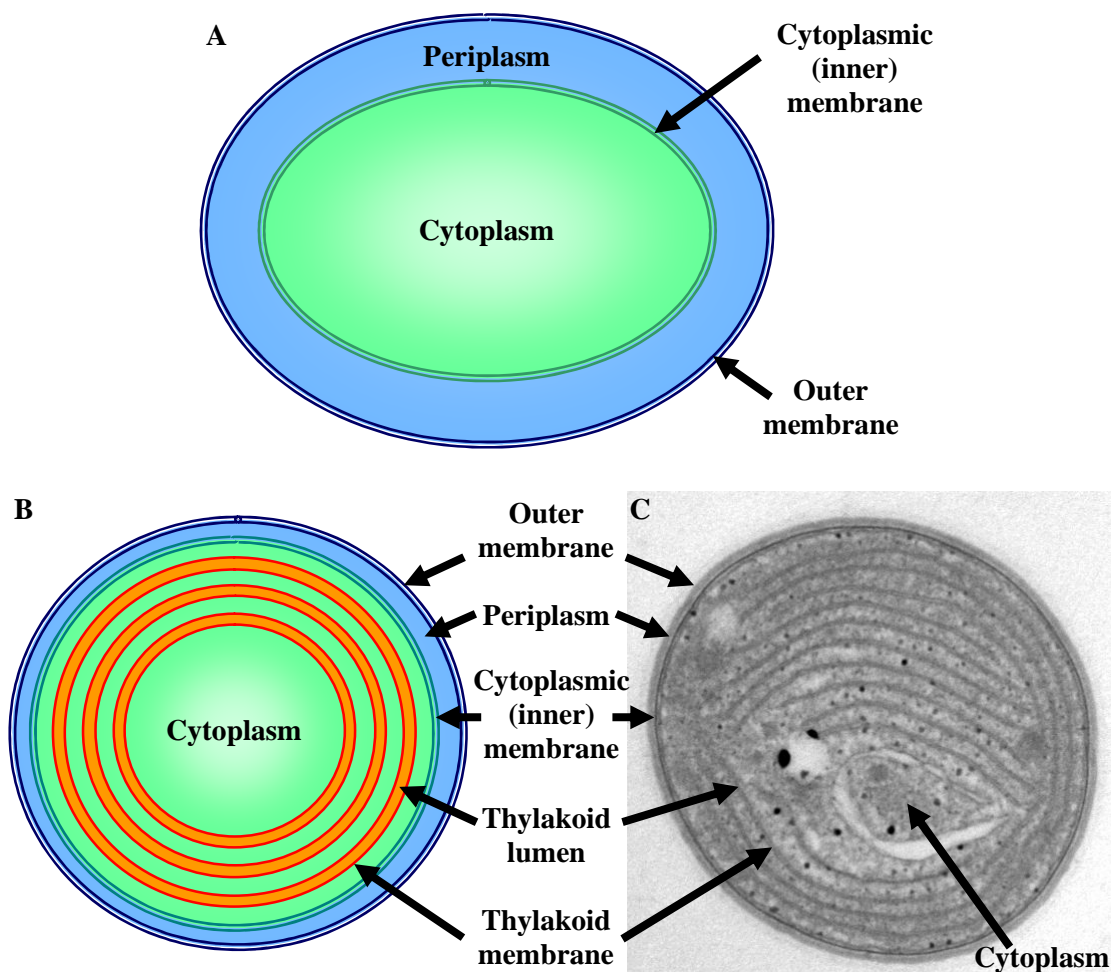 A
Periplasm
Cytoplasmic
(inner)
membrane
Cytoplasm
Outer
membrane
B
C
Outer
membrane
Periplasm
Cytoplasmic
(inner)
membrane
Cytoplasm
Thylakoid
lumen
Thylakoid
membrane
Cytoplasm